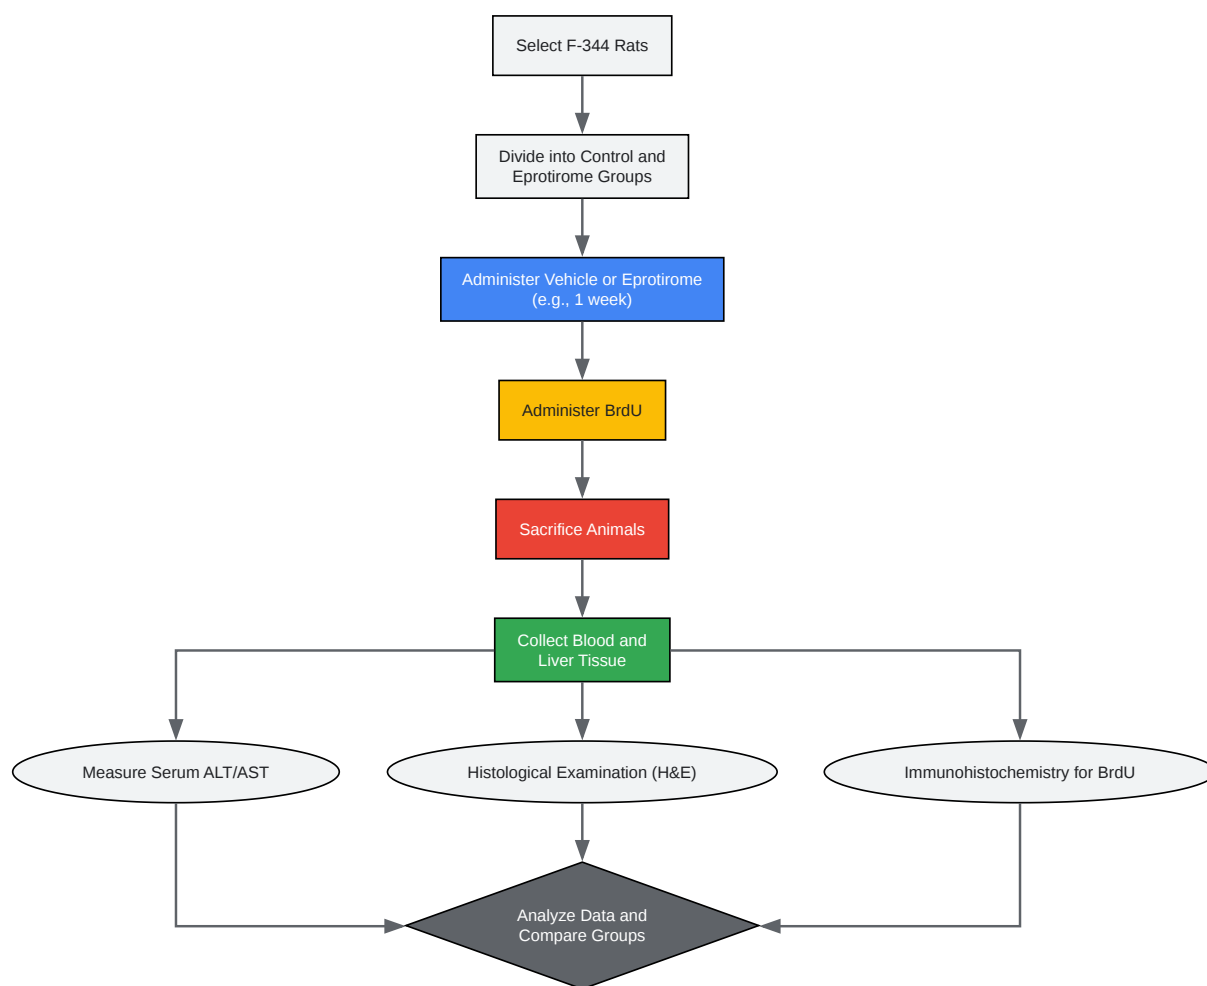 Select F-344 Rats
Divide into Control and
Eprotirome Groups
Administer Vehicle or Eprotirome
(e.g., 1 week)
Administer BrdU
Sacrifice Animals
Collect Blood and
Liver Tissue
Measure Serum ALT/AST
Histological Examination (H&E)
Immunohistochemistry for BrdU
Analyze Data and
Compare Groups